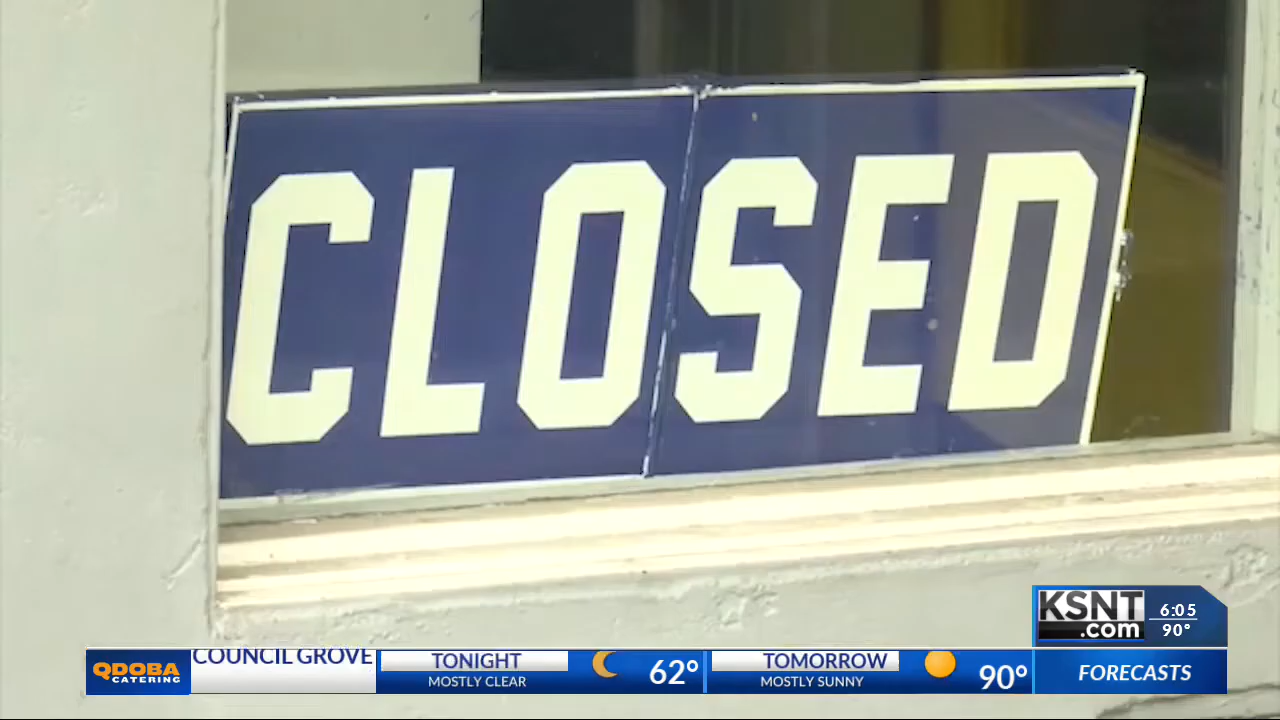 CLOSED
KSNT
.com
6:05
90°
QDOBA
CATERING
COUNCIL GROVE
TONIGHT
MOSTLY CLEAR
62°
TOMORROW
MOSTLY SUNNY
90°
FORECASTS